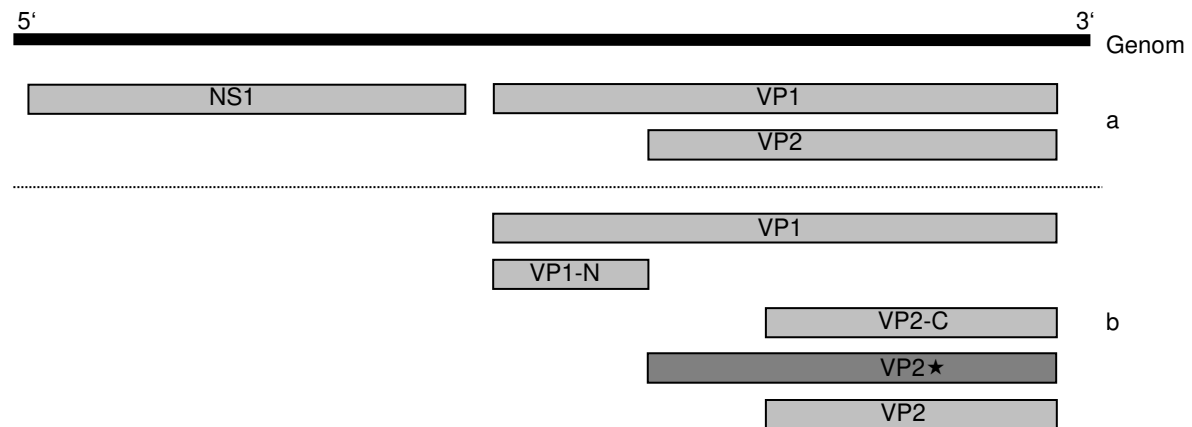 5‘ 3‘
Genom
NS1 VP1
a
VP2
VP1
VP1-N
VP2-C
b
VP2★
VP2